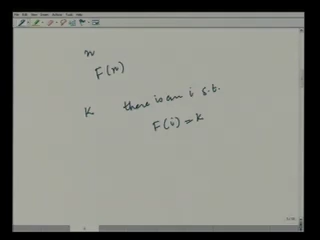 n
F(n)
K there is an i s.t.
F(i) = K